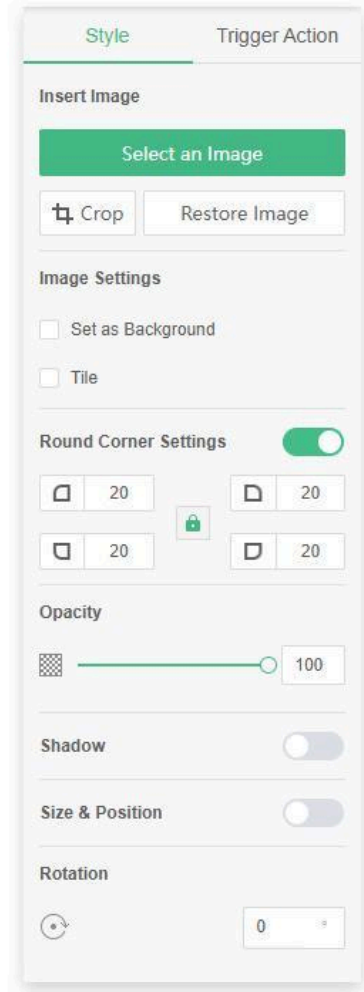 Style Trigger Action
Insert Image
Select an Image
Crop Restore Image
Image Settings
Set as Background
Tile
Round Corner Settings
20 20
20 20
Opacity
100
Shadow
Size & Position
Rotation
0 °